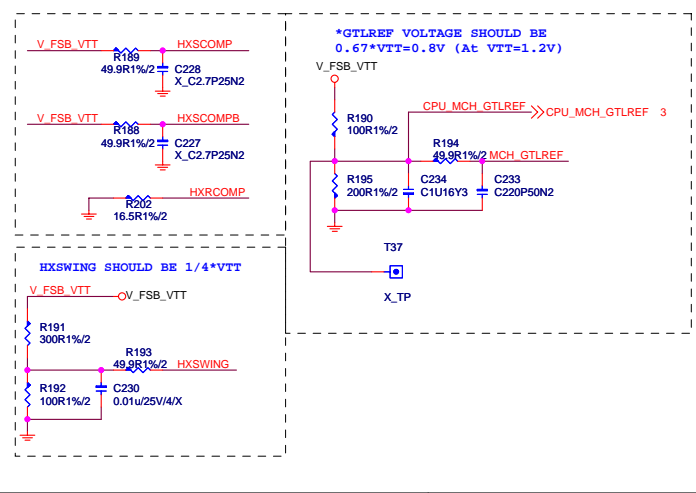 V_FSB_VTT
HXSCOMP
R189
49.9R1%/2
C228
X_C2.7P25N2
V_FSB_VTT
HXSCOMPB
R188
49.9R1%/2
C227
X_C2.7P25N2
HXRCOMP
R202
16.5R1%/2
*GTLREF VOLTAGE SHOULD BE
0.67*VTT=0.8V (At VTT=1.2V)
V_FSB_VTT
R190
100R1%/2
CPU_MCH_GTLREF
CPU_MCH_GTLREF 3
R194
49.9R1%/2
MCH_GTLREF
R195
200R1%/2
C234
C1U16Y3
C233
C220P50N2
T37
X_TP
HXSWING SHOULD BE 1/4*VTT
V_FSB_VTT
V_FSB_VTT
R191
300R1%/2
R193
49.9R1%/2
HXSWING
R192
100R1%/2
C230
0.01u/25V/4/X